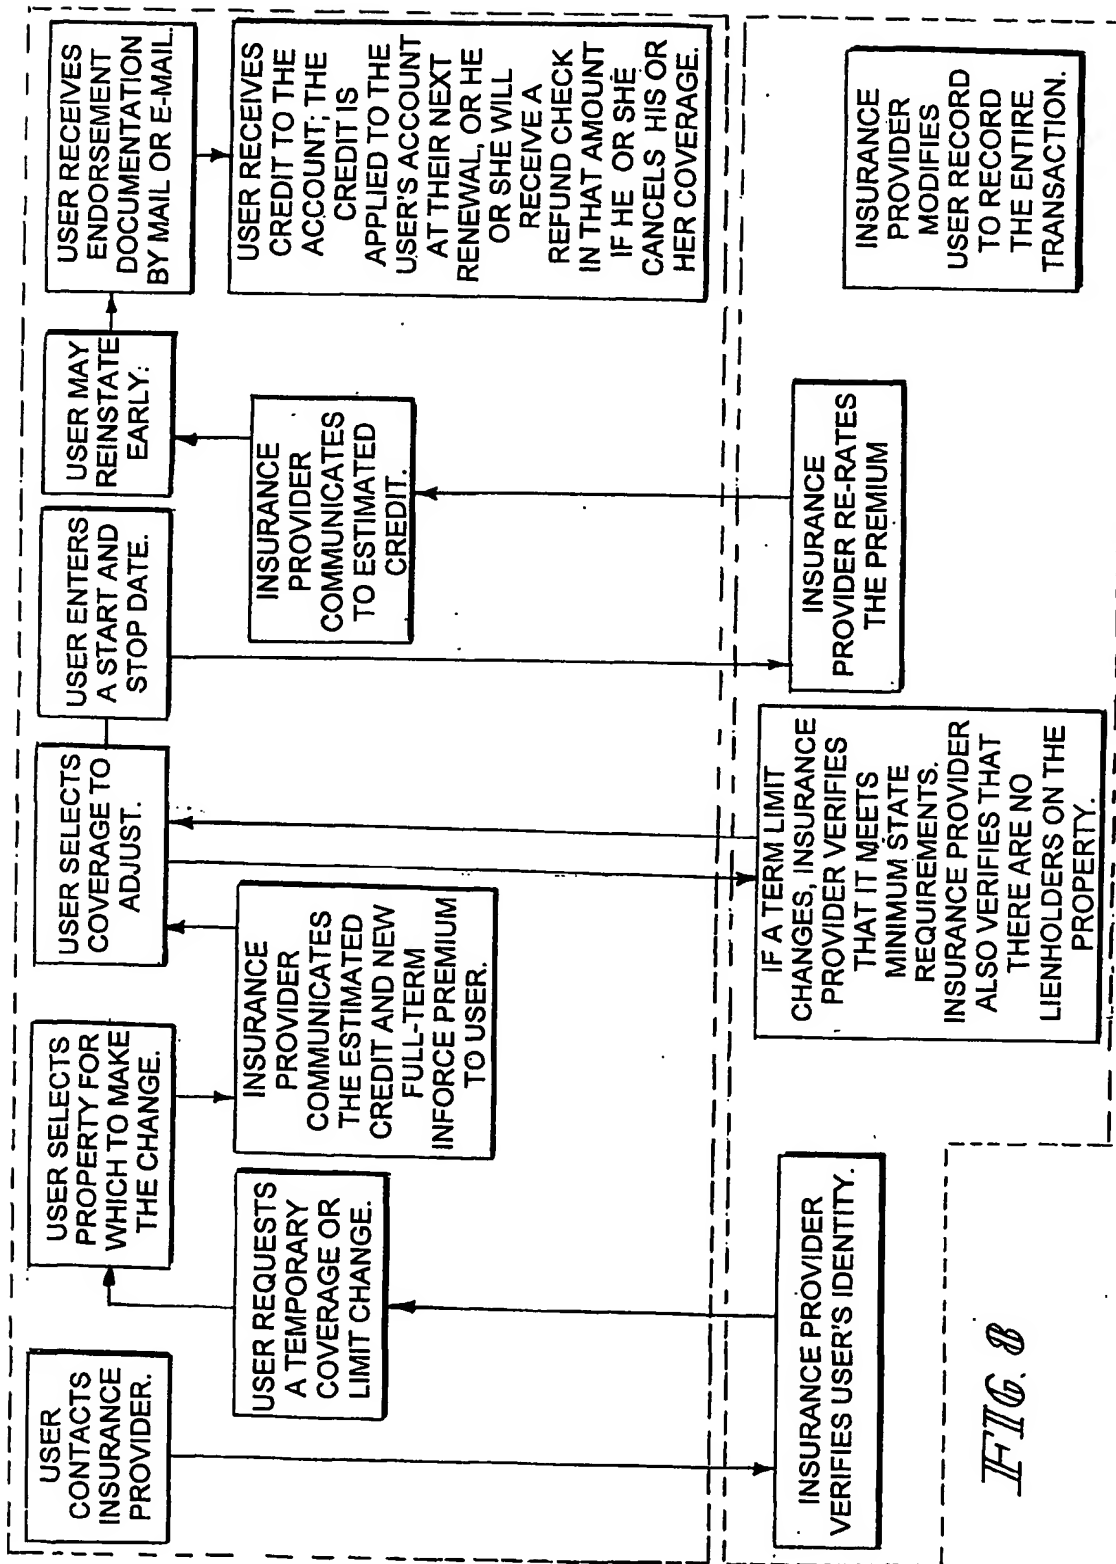 USER
CONTACTS
INSURANCE
PROVIDER.
INSURANCE PROVIDER
VERIFIES USER'S IDENTITY.
USER REQUESTS
A TEMPORARY
COVERAGE OR
LIMIT CHANGE.
USER SELECTS
PROPERTY FOR
WHICH TO MAKE
THE CHANGE.
INSURANCE
PROVIDER
COMMUNICATES
THE ESTIMATED
CREDIT AND NEW
FULL-TERM
INFORCE PREMIUM
TO USER.
USER SELECTS
COVERAGE TO
ADJUST.
IF A TERM LIMIT
CHANGES, INSURANCE
PROVIDER VERIFIES
THAT IT MEETS
MINIMUM STATE
REQUIREMENTS.
INSURANCE PROVIDER
ALSO VERIFIES THAT
THERE ARE NO
LIENHOLDERS ON THE
PROPERTY.
USER ENTERS
A START AND
STOP DATE.
INSURANCE
PROVIDER RE-RATES
THE PREMIUM
INSURANCE
PROVIDER
COMMUNICATES
TO ESTIMATED
CREDIT.
USER MAY
REINSTATE
EARLY.
USER RECEIVES
ENDORSEMENT
DOCUMENTATION
BY MAIL OR E-MAIL.
USER RECEIVES
CREDIT TO THE
ACCOUNT; THE
CREDIT IS
APPLIED TO THE
USER'S ACCOUNT
AT THEIR NEXT
RENEWAL, OR HE
OR SHE WILL
RECEIVE A
REFUND CHECK
IN THAT AMOUNT
IF HE OR SHE
CANCELS HIS OR
HER COVERAGE.
INSURANCE
PROVIDER
MODIFIES
USER RECORD
TO RECORD
THE ENTIRE
TRANSACTION.
FIG. 8